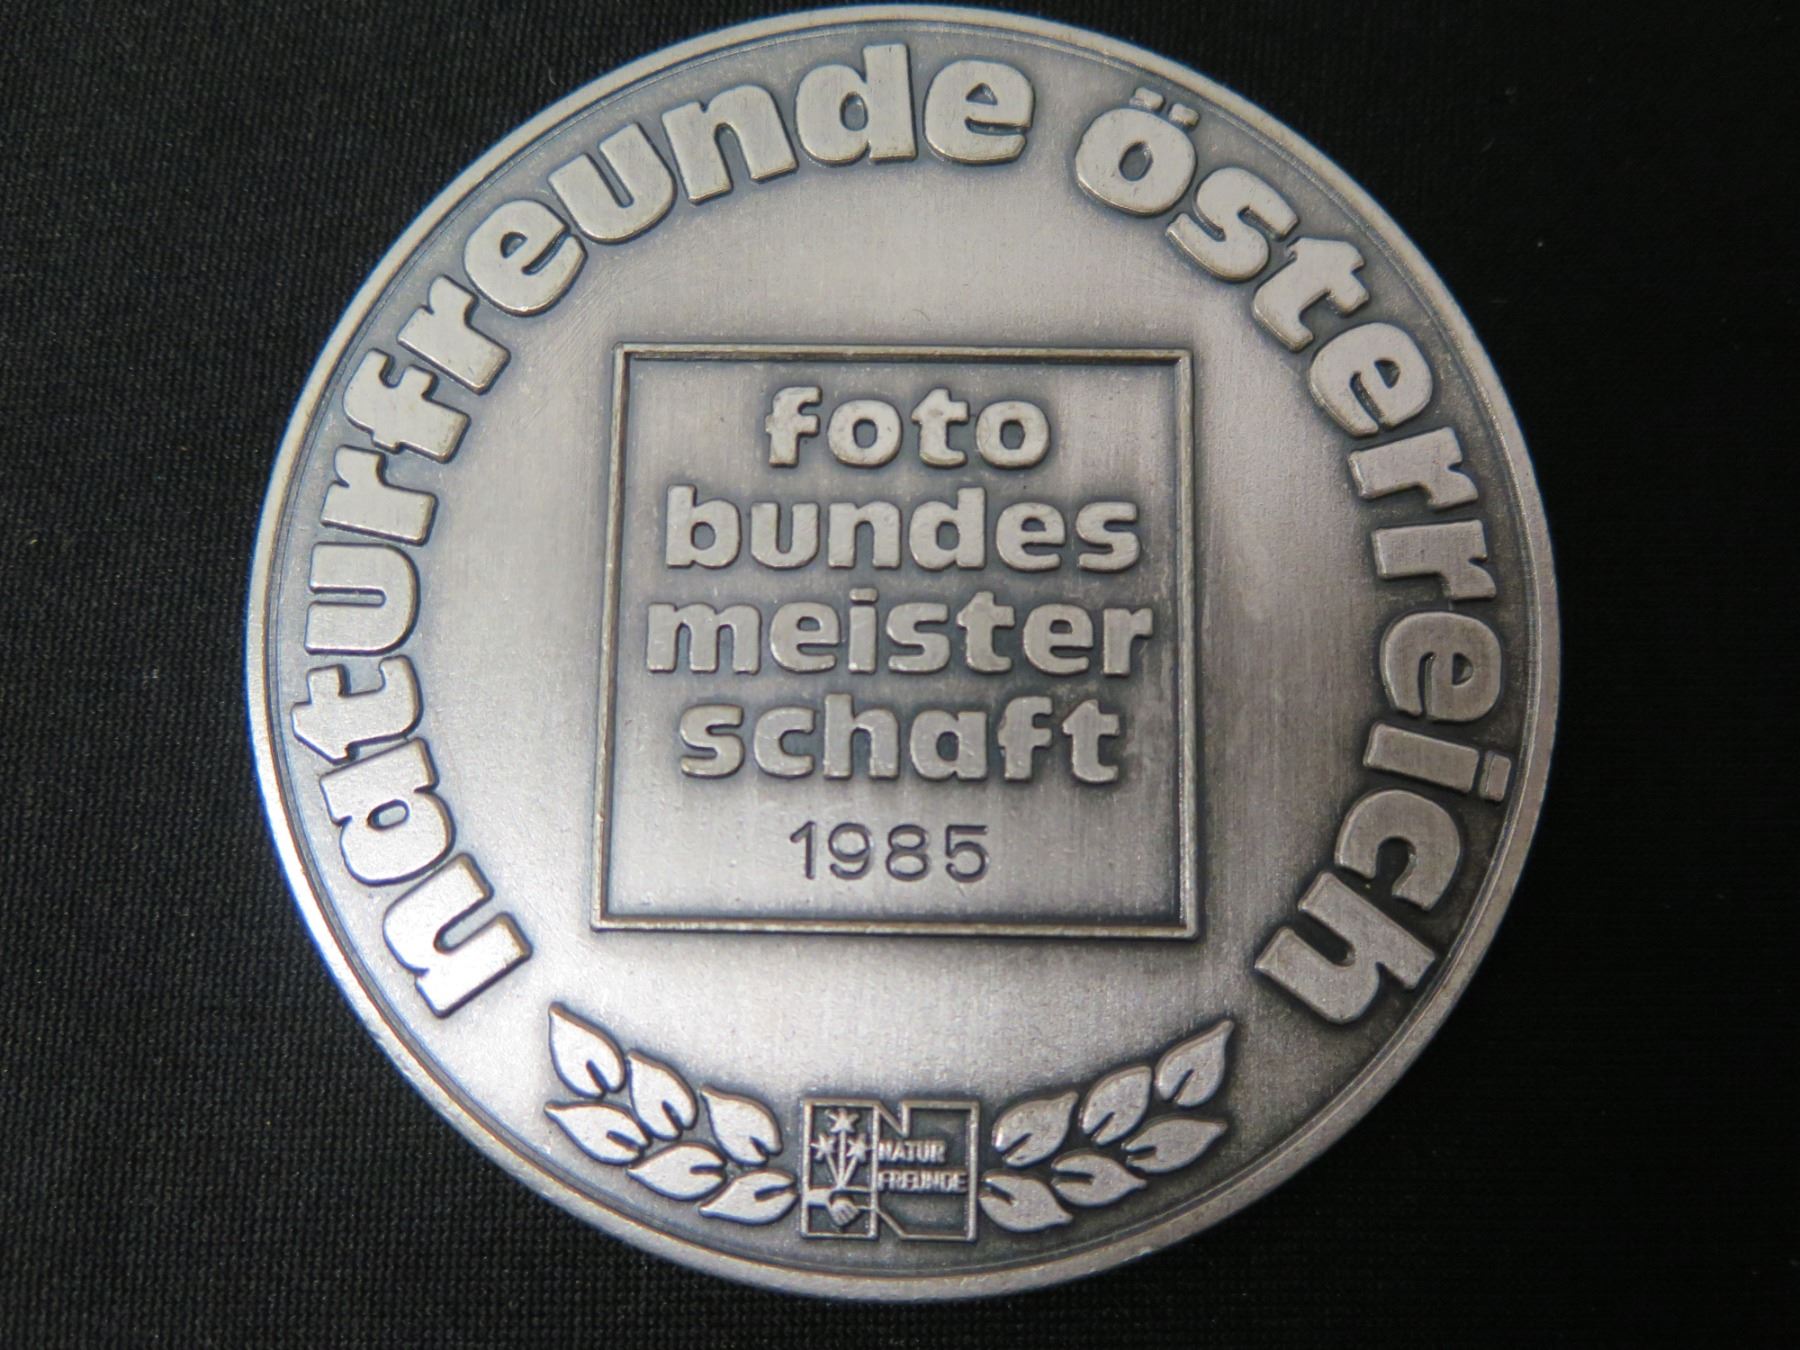 naturfreunde österreich
foto
bundes
meister
schaft
1985
NATUR
FREUNDE